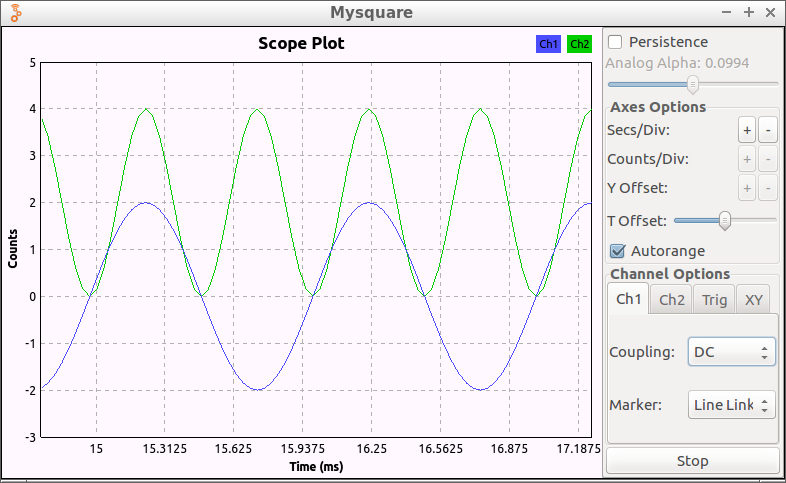 Mysquare
Scope Plot
Ch1 Ch2
Counts
5
4
3
2
1
0
-1
-2
-3
15 15.3125 15.625 15.9375 16.25 16.5625 16.875 17.1875
Time (ms)
Persistence
Analog Alpha: 0.0994
Axes Options
Secs/Div: + -
Counts/Div: + -
Y Offset: + -
T Offset:
Autorange
Channel Options
Ch1 Ch2 Trig XY
Coupling: DC
Marker: Line Link
Stop